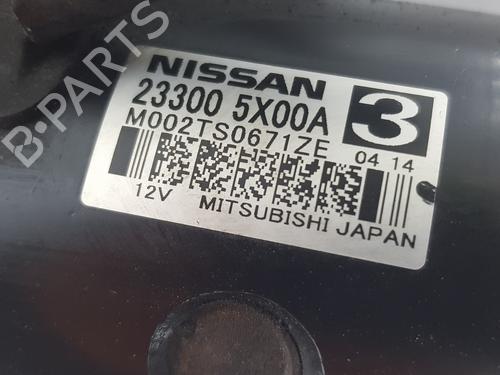 NISSAN
23300 5X00A
3
M002TS0671ZE
04 14
12V MITSUBISHI JAPAN
B-PARTS